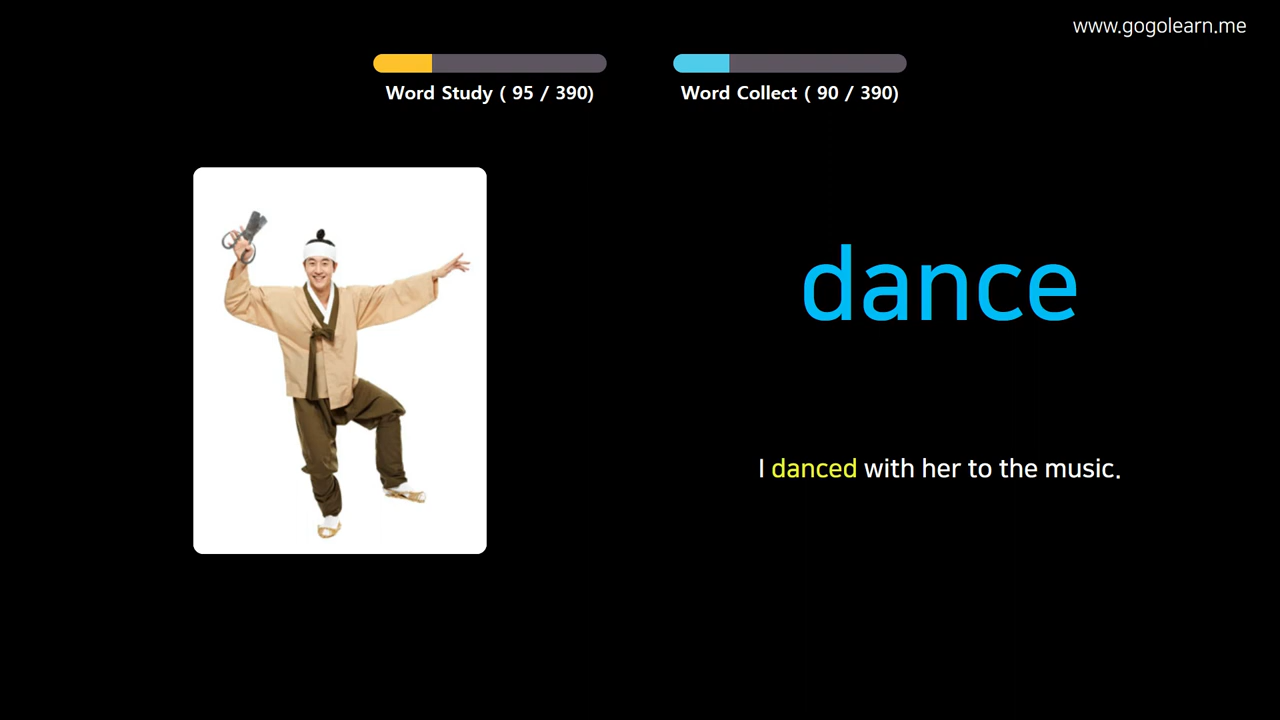 www.gogolearn.me
Word Study ( 95 / 390)
Word Collect ( 90 / 390)
dance
I danced with her to the music.